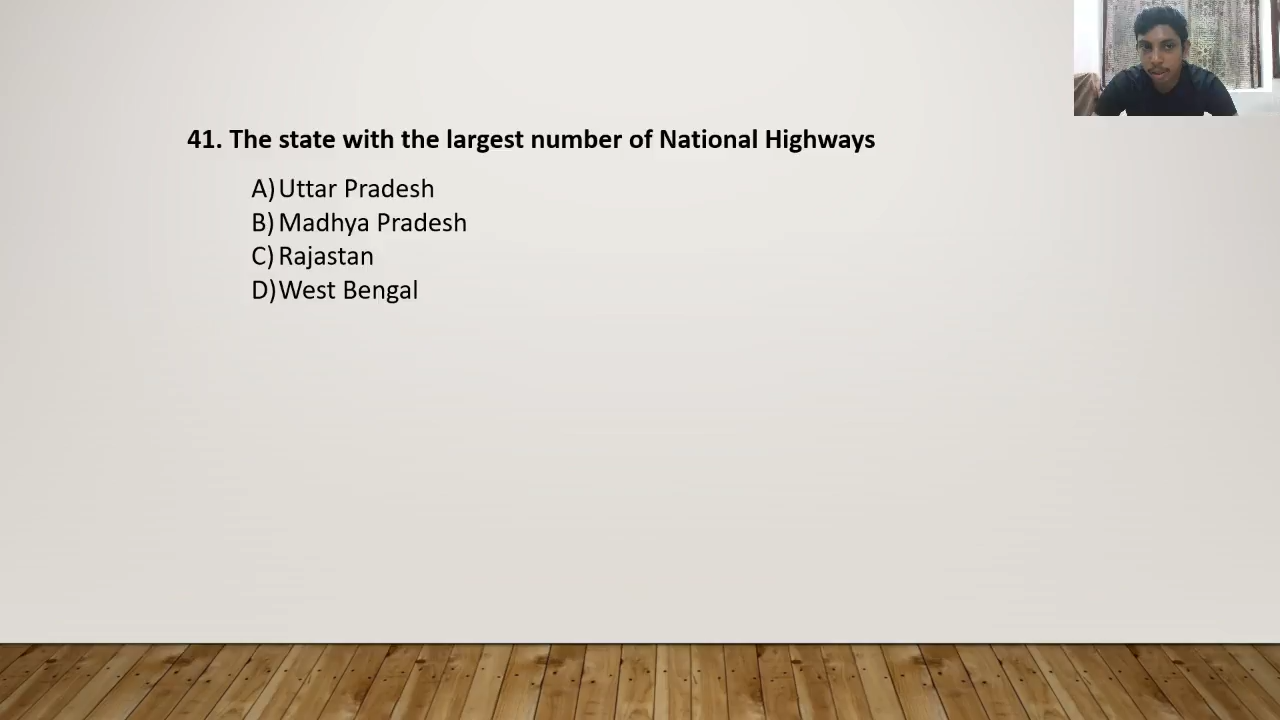 41. The state with the largest number of National Highways
A) Uttar Pradesh
B) Madhya Pradesh
C) Rajastan
D) West Bengal